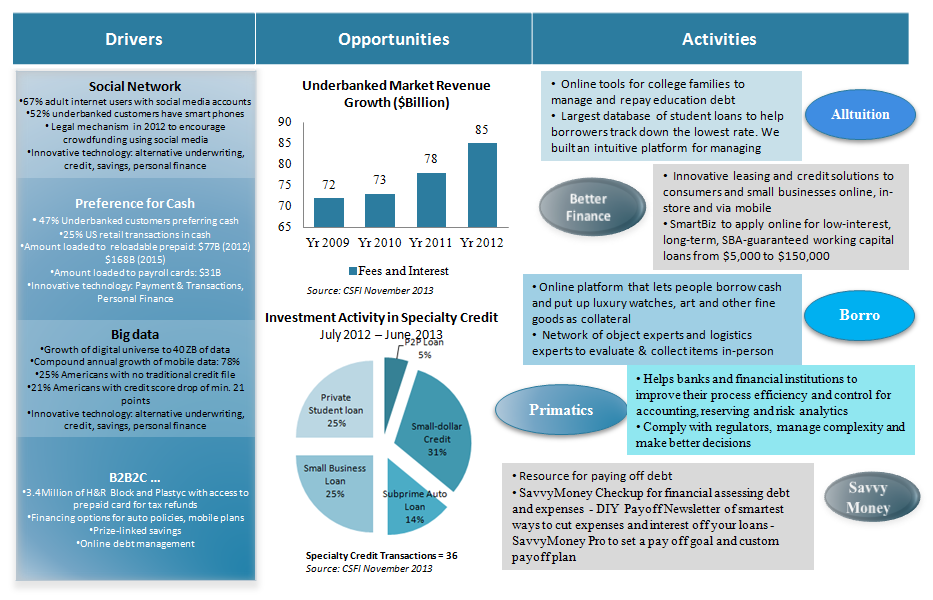 Drivers
Opportunities
Activities
Social Network
•67% adult internet users with social media accounts
•52% underbanked customers have smart phones
• Legal mechanism in 2012 to encourage
crowdfunding using social media
•Innovative technology: alternative underwriting,
credit, savings, personal finance
Preference for Cash
• 47% Underbanked customers preferring cash
•25% US retail transactions in cash
•Amount loaded to reloadable prepaid: $77B (2012)
$168B (2015)
•Amount loaded to payroll cards: $31B
•Innovative technology: Payment & Transactions,
Personal Finance
Big data
•Growth of digital universe to 40 ZB of data
•Compound annual growth of mobile data: 78%
•25% Americans with no traditional credit file
•21% Americans with credit score drop of min. 21
points
•Innovative technology: alternative underwriting,
credit, savings, personal finance
B2B2C ...
•3.4Million of H&R Block and Plastyc with access to
prepaid card for tax refunds
•Financing options for auto policies, mobile plans
•Prize-linked savings
•Online debt management
Underbanked Market Revenue
Growth ($Billion)
90
85
80
75
70
65
72
73
78
85
Yr 2009 Yr 2010 Yr 2011 Yr 2012
Fees and Interest
Source: CSFI November 2013
Investment Activity in Specialty Credit
July 2012 – June 2013
P2P Loan
5%
Small-dollar
Credit
31%
Subprime Auto
Loan
14%
Small Business
Loan
25%
Private
Student loan
25%
Specialty Credit Transactions = 36
Source: CSFI November 2013
• Online tools for college families to
manage and repay education debt
• Largest database of student loans to help
borrowers track down the lowest rate. We
built an intuitive platform for managing
Alltuition
Better
Finance
• Innovative leasing and credit solutions to
consumers and small businesses online, in-
store and via mobile
•SmartBiz to apply online for low-interest,
long-term, SBA-guaranteed working capital
loans from $5,000 to $150,000
•Online platform that lets people borrow cash
and put up luxury watches, art and other fine
goods as collateral
• Network of object experts and logistics
experts to evaluate & collect items in-person
Borro
Primatics
• Helps banks and financial institutions to
improve their process efficiency and control for
accounting, reserving and risk analytics
• Comply with regulators, manage complexity and
make better decisions
• Resource for paying off debt
• SavvyMoney Checkup for financial assessing debt
and expenses - DIY Payoff Newsletter of smartest
ways to cut expenses and interest off your loans -
SavvyMoney Pro to set a pay off goal and custom
payoff plan
Savvy
Money